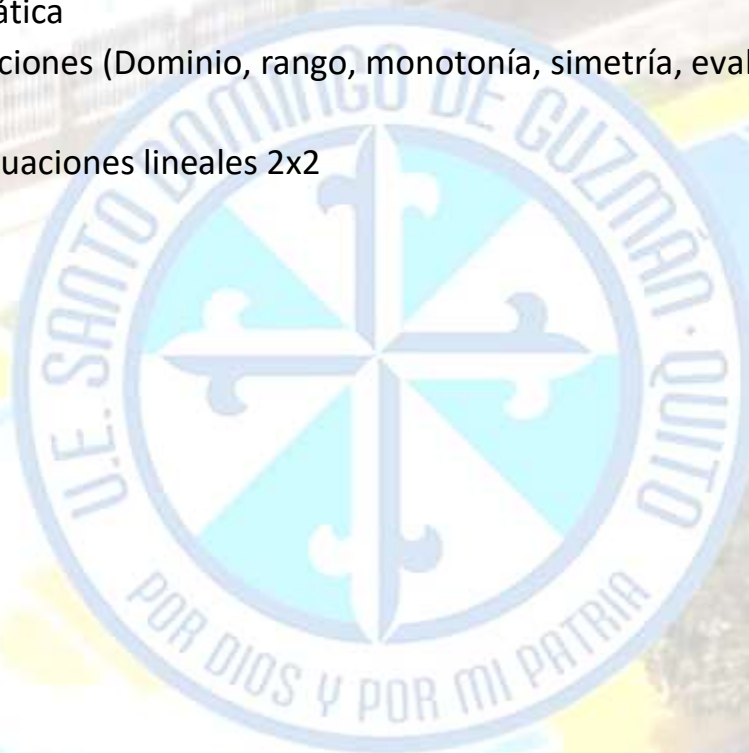 ática
ciones (Dominio, rango, monotonía, simetría, eval
uaciones lineales 2x2
U.E. SANTO DOMINGO DE GUZMÁN · QUITO
POR DIOS Y POR MI PATRIA